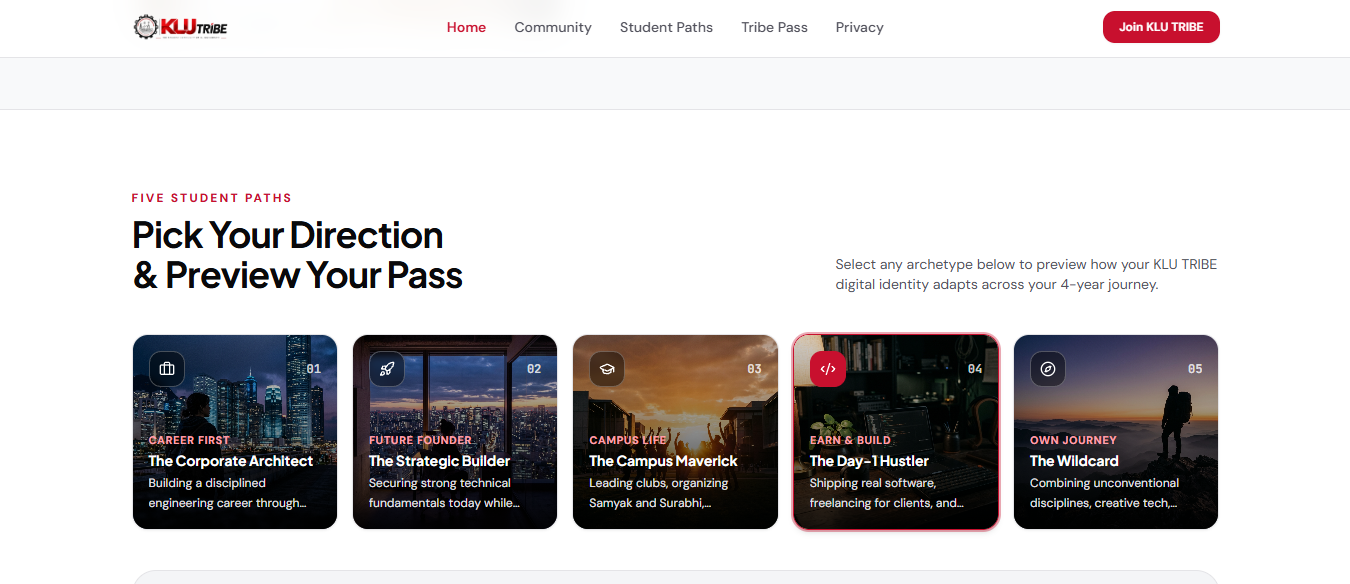 KLU TRIBE
Home
Community
Student Paths
Tribe Pass
Privacy
Join KLU TRIBE
FIVE STUDENT PATHS
Pick Your Direction
& Preview Your Pass
Select any archetype below to preview how your KLU TRIBE
digital identity adapts across your 4-year journey.
01
CAREER FIRST
The Corporate Architect
Building a disciplined
engineering career through…
02
FUTURE FOUNDER
The Strategic Builder
Securing strong technical
fundamentals today while…
03
CAMPUS LIFE
The Campus Maverick
Leading clubs, organizing
Samyak and Surabhi,…
</>
04
EARN & BUILD
The Day-1 Hustler
Shipping real software,
freelancing for clients, and…
05
OWN JOURNEY
The Wildcard
Combining unconventional
disciplines, creative tech,…